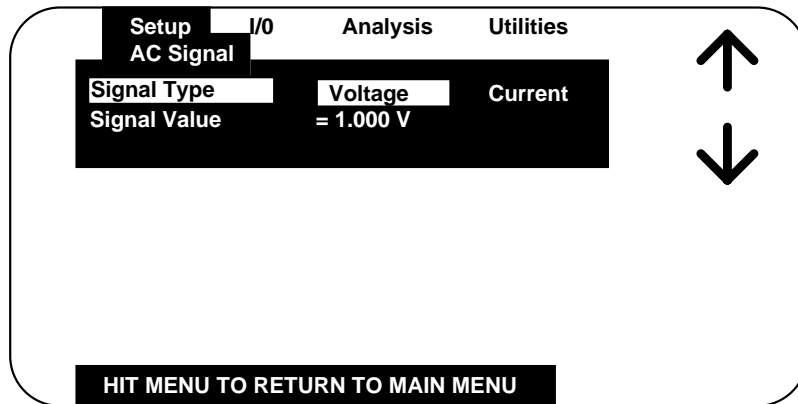 Setup I/0 Analysis Utilities
AC Signal
Signal Type Voltage Current
Signal Value = 1.000 V
HIT MENU TO RETURN TO MAIN MENU